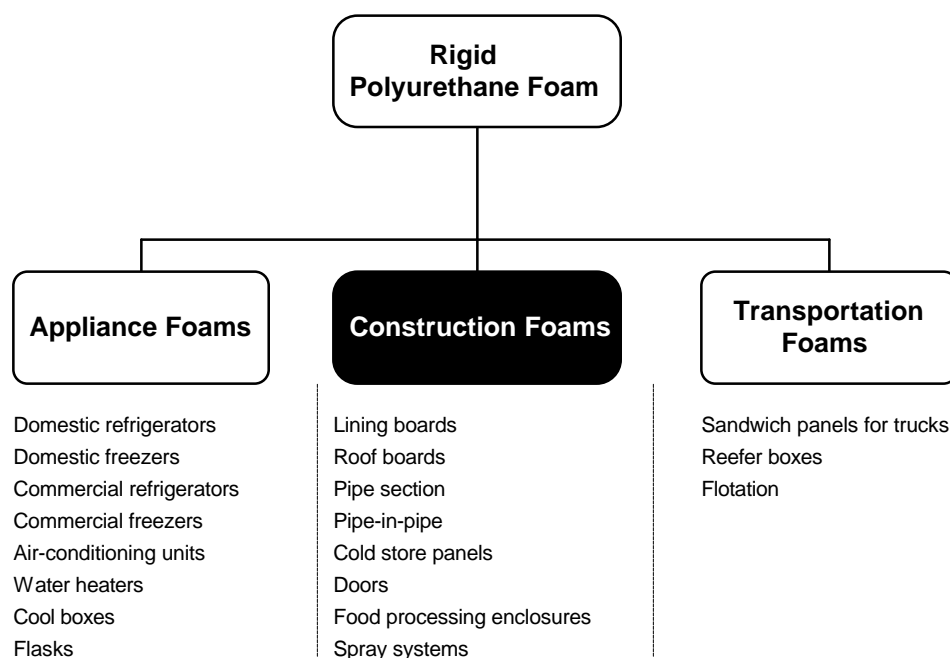 Rigid
Polyurethane Foam
Appliance Foams
Construction Foams
Transportation
Foams
Domestic refrigerators
Domestic freezers
Commercial refrigerators
Commercial freezers
Air-conditioning units
Water heaters
Cool boxes
Flasks
Lining boards
Roof boards
Pipe section
Pipe-in-pipe
Cold store panels
Doors
Food processing enclosures
Spray systems
Sandwich panels for trucks
Reefer boxes
Flotation